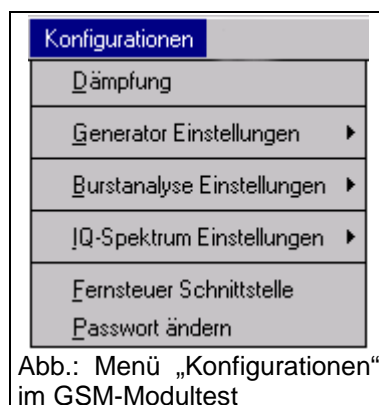 Konfigurationen
Dämpfung
Generator Einstellungen
Burstanalyse Einstellungen
IQ-Spektrum Einstellungen
Fernsteuer Schnittstelle
Passwort ändern
Abb.: Menü „Konfigurationen“
im GSM-Modultest